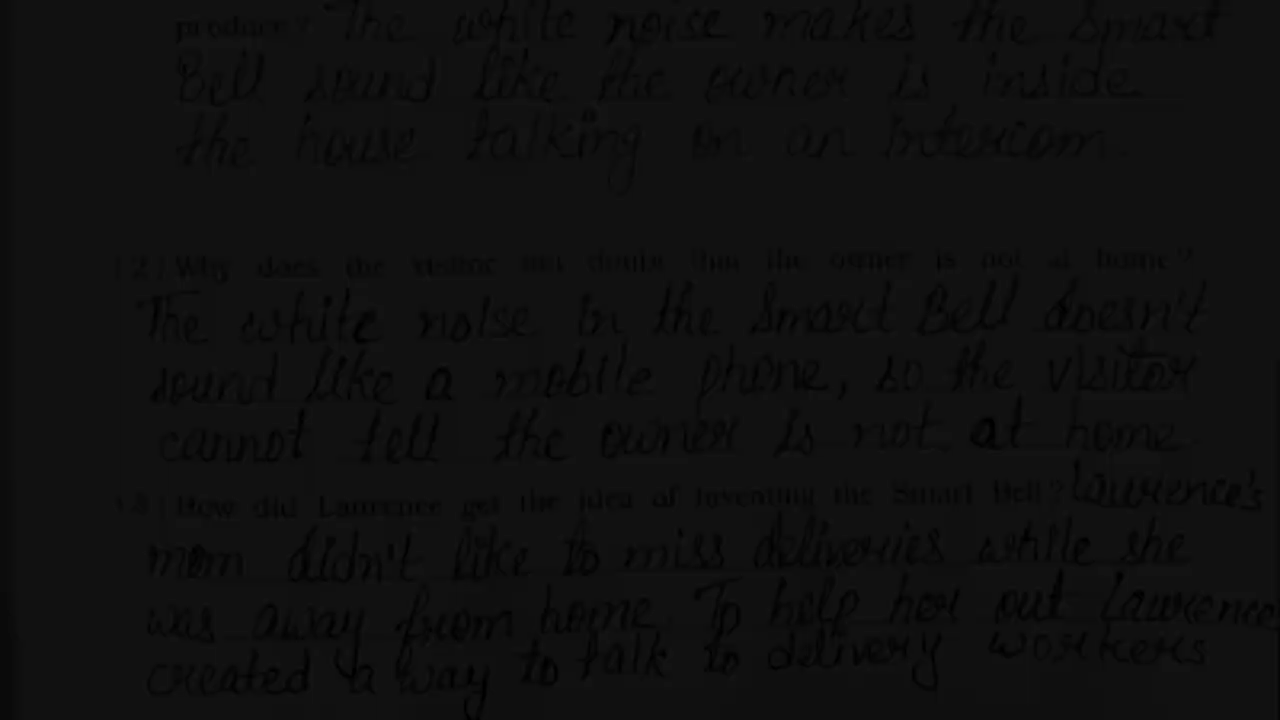 produce? The white noise makes the Smart
Bell sound like the owner is inside
the house talking on an intercom.
(2) Why does the visitor not doubt that the owner is not at home?
The white noise in the Smart Bell doesn't
sound like a mobile phone, so the visitor
cannot tell the owner is not at home
How did Laurence get the idea of inventing the Smart Bell? Lawrence's
mom didn't like to miss deliveries while she
was away from home. To help her out Lawrence
created a way to talk to delivery workers